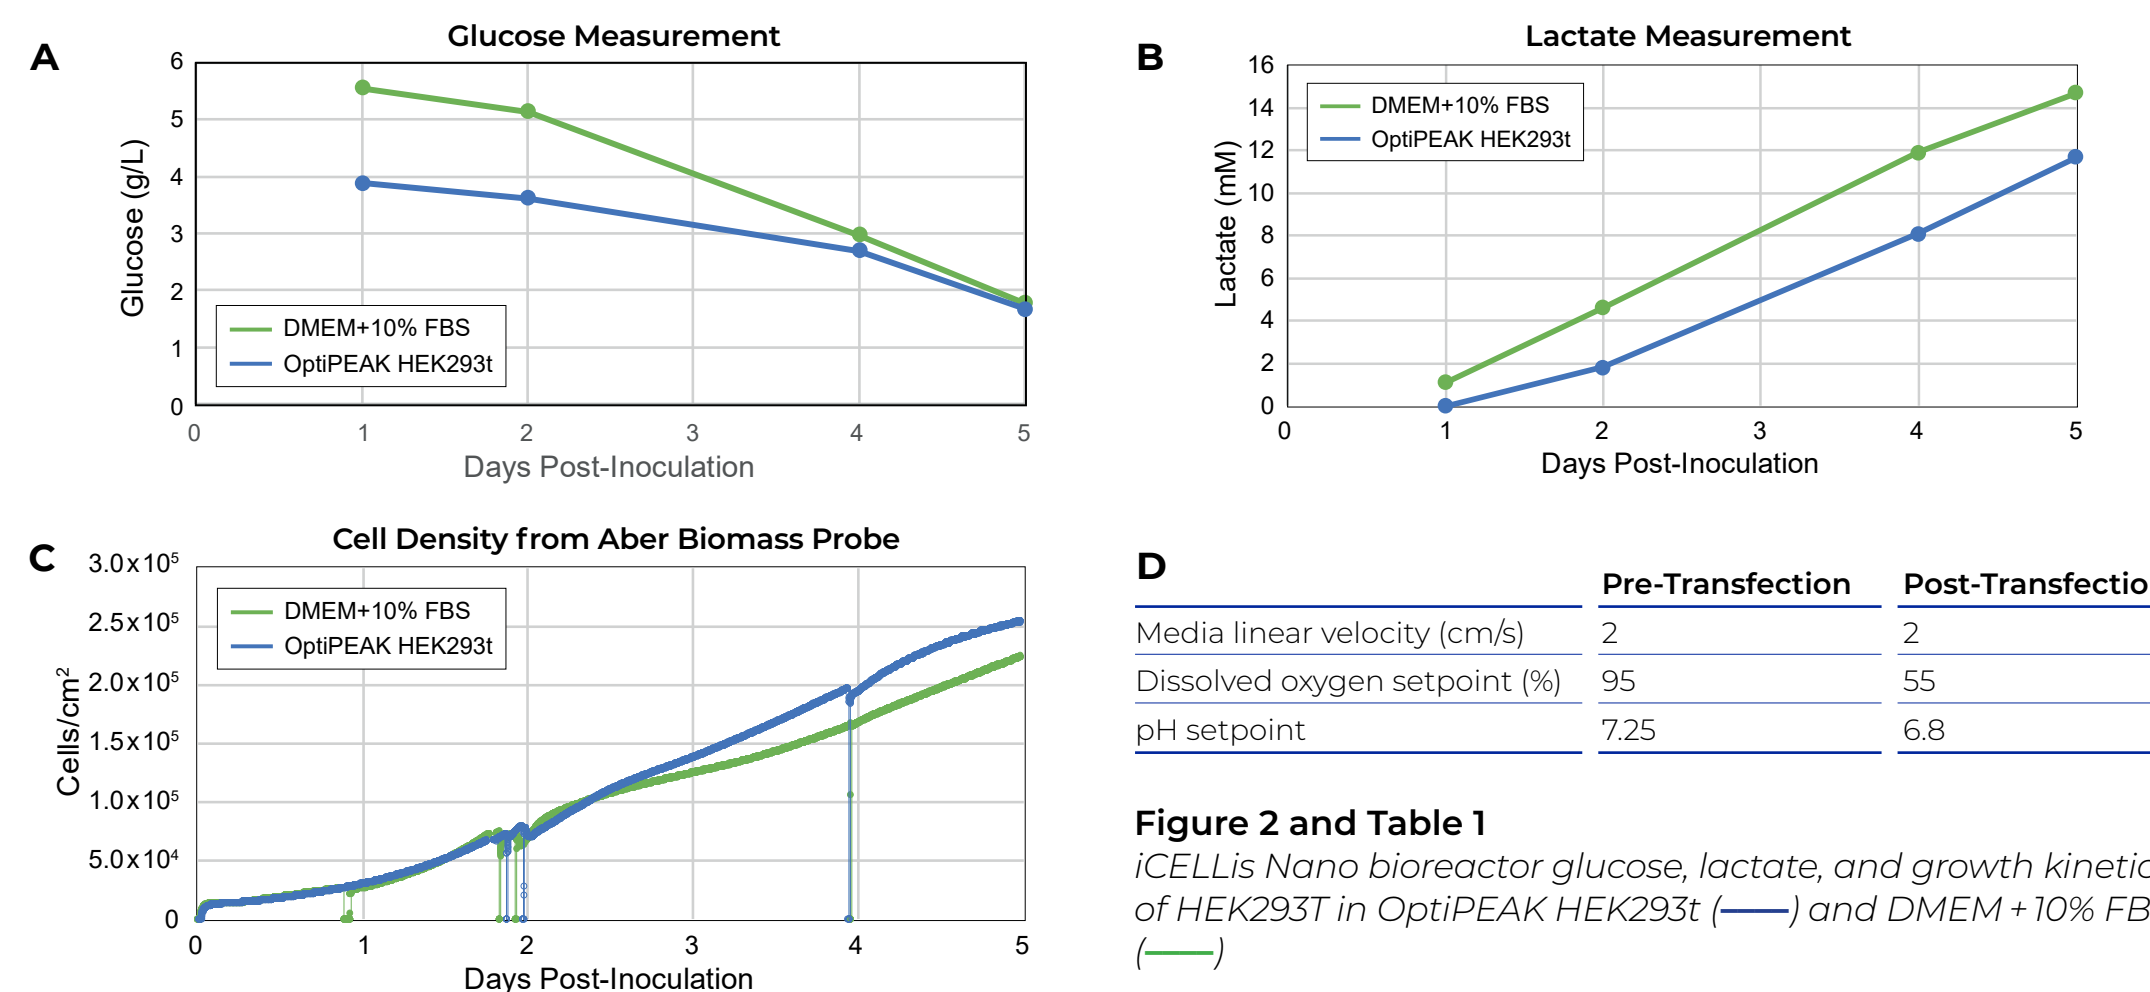 A
Glucose Measurement
6
5
4
3
2
1
0
Glucose (g/L)
DMEM+10% FBS
OptiPEAK HEK293t
0 1 2 3 4 5
Days Post-Inoculation
B
Lactate Measurement
16
14
12
10
8
6
4
2
0
Lactate (mM)
DMEM+10% FBS
OptiPEAK HEK293t
0 1 2 3 4 5
Days Post-Inoculation
C
Cell Density from Aber Biomass Probe
3.0x10⁵
2.5x10⁵
2.0x10⁵
1.5x10⁵
1.0x10⁵
5.0x10⁴
0
Cells/cm²
DMEM+10% FBS
OptiPEAK HEK293t
0 1 2 3 4 5
Days Post-Inoculation
D
Pre-Transfection Post-Transfectio
Media linear velocity (cm/s) 2 2
Dissolved oxygen setpoint (%) 95 55
pH setpoint 7.25 6.8
Figure 2 and Table 1
iCELLis Nano bioreactor glucose, lactate, and growth kinetic
of HEK293T in OptiPEAK HEK293t (——) and DMEM+10% FB
(——)